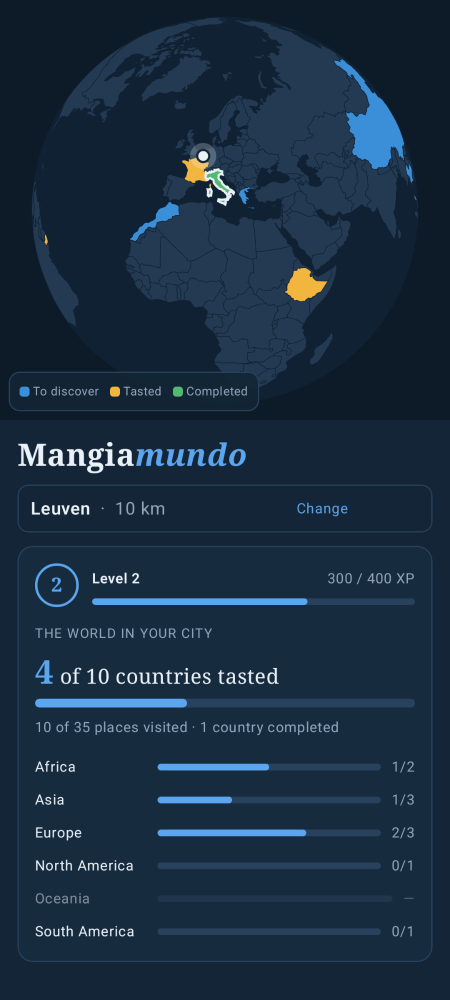 To discover Tasted Completed
Mangiamundo
Leuven · 10 km Change
2 Level 2 300 / 400 XP
THE WORLD IN YOUR CITY
4 of 10 countries tasted
10 of 35 places visited · 1 country completed
Africa 1/2
Asia 1/3
Europe 2/3
North America 0/1
Oceania —
South America 0/1